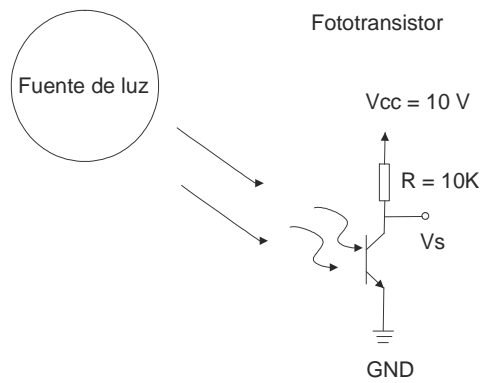 Fototransistor
Fuente de luz
Vcc = 10 V
R = 10K
Vs
GND